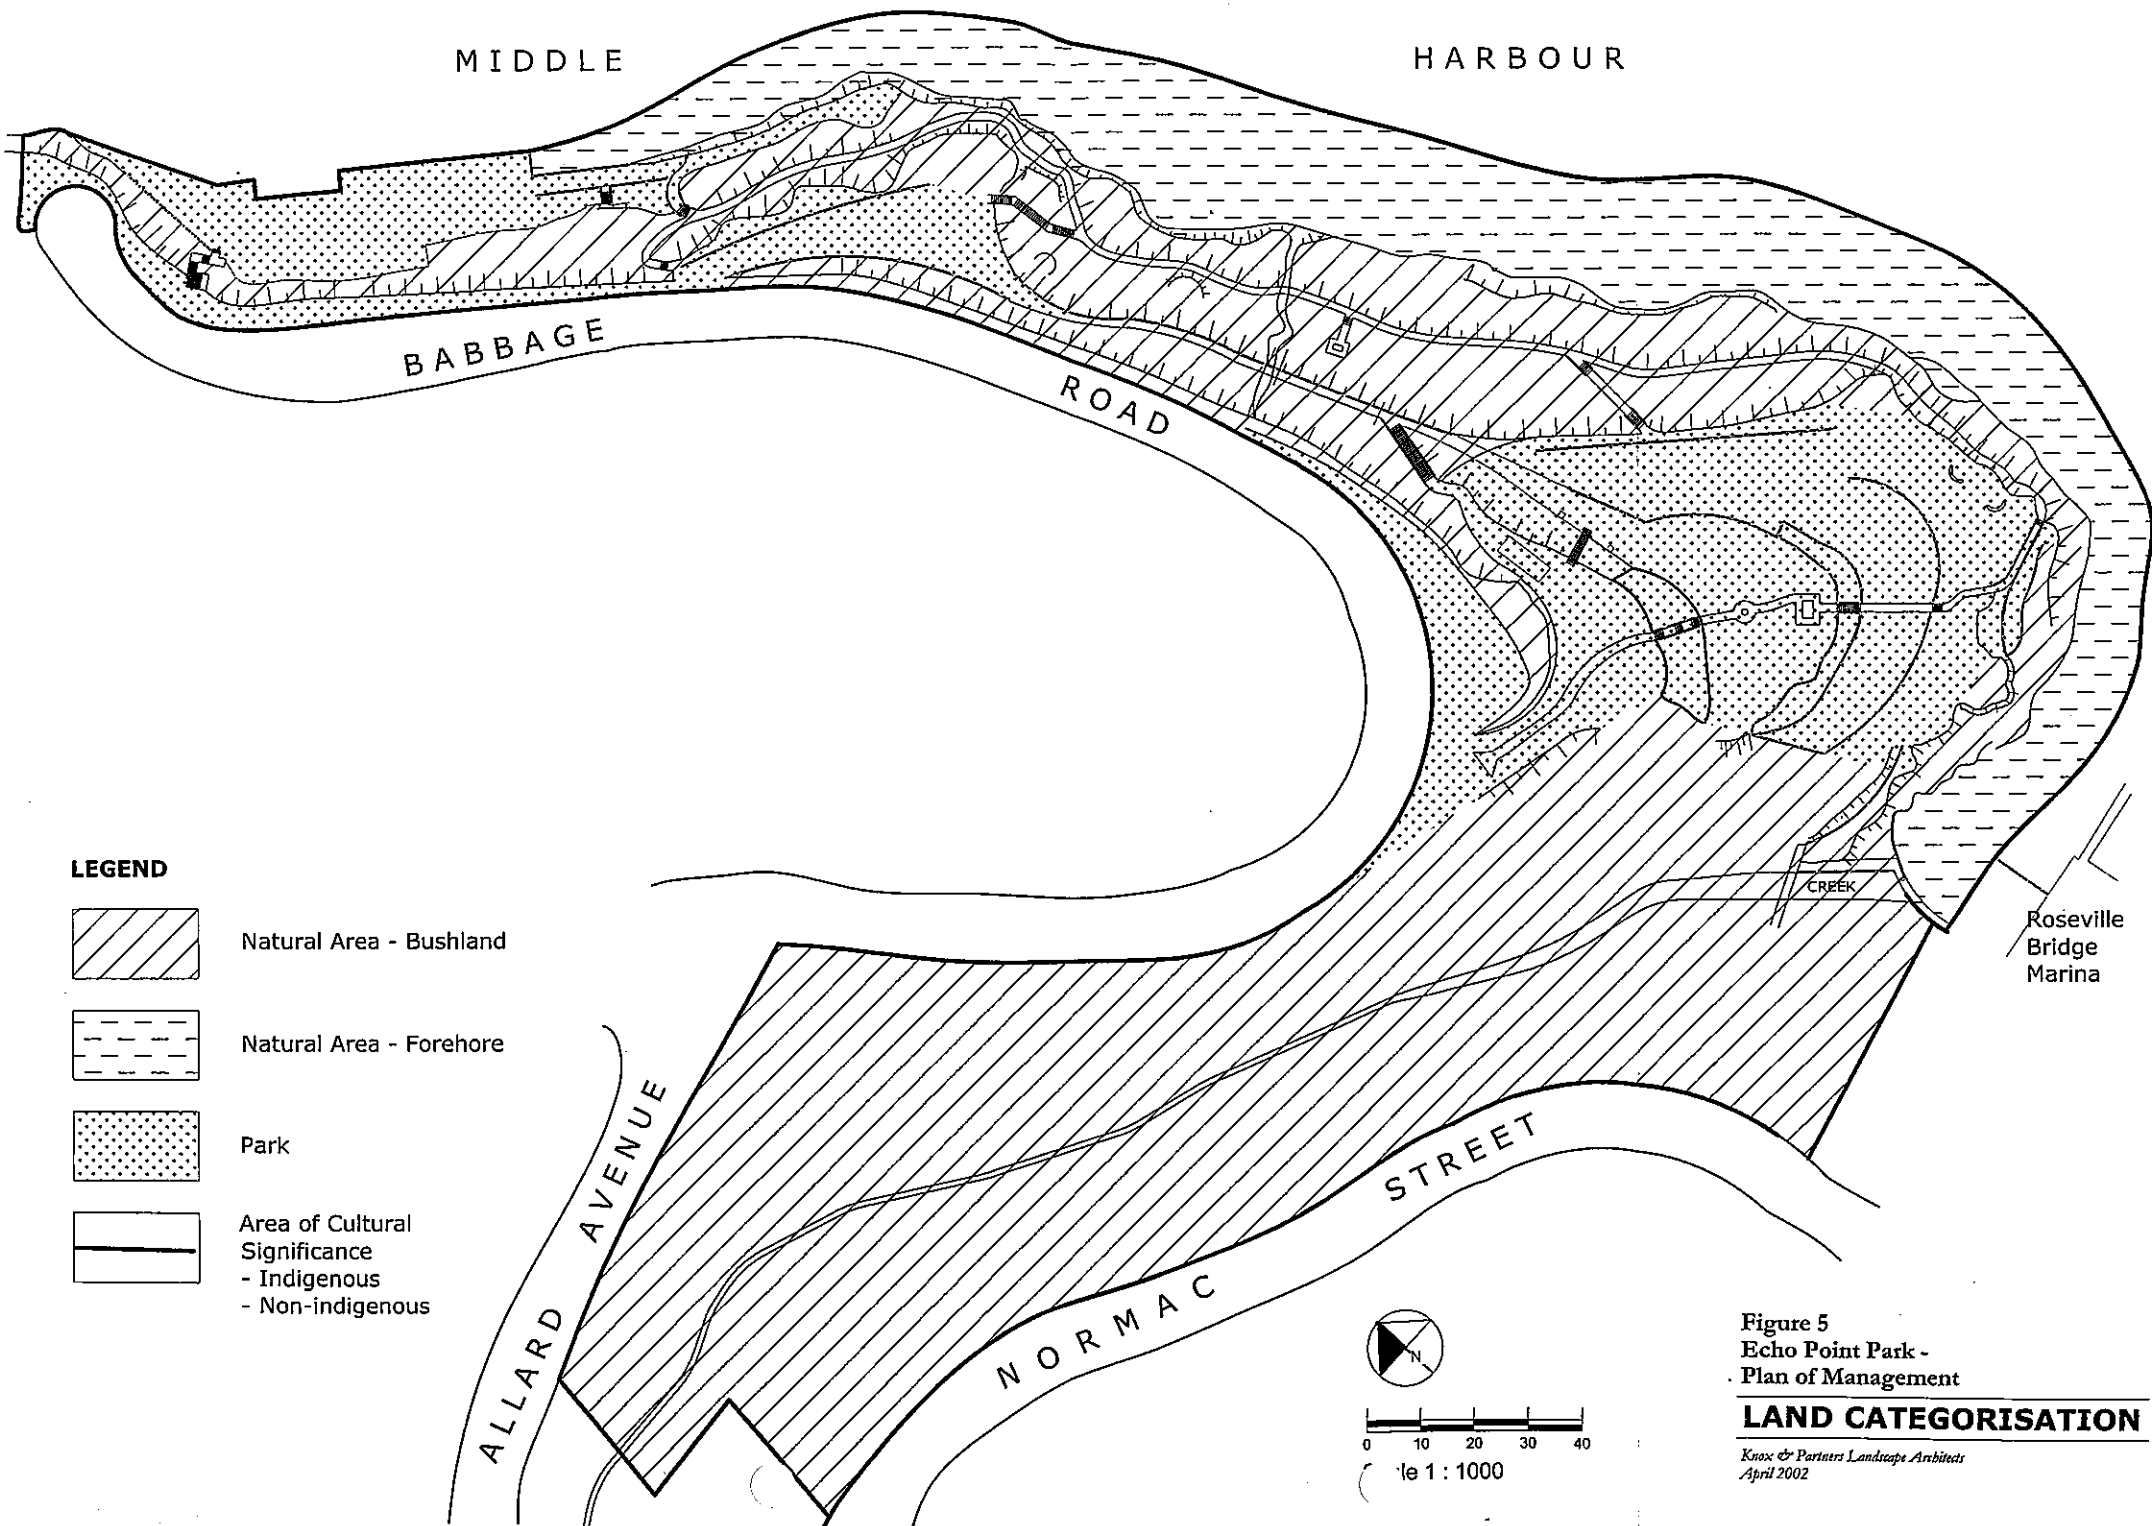 MIDDLE HARBOUR
BABBAGE ROAD
LEGEND
Natural Area - Bushland
Natural Area - Forehore
Park
Area of Cultural
Significance
- Indigenous
- Non-indigenous
CREEK
Roseville
Bridge
Marina
ALLARD AVENUE
NORMAC STREET
N
0 10 20 30 40
1 : 1000
Figure 5
Echo Point Park -
Plan of Management
LAND CATEGORISATION
Knox & Partners Landscape Architects
April 2002